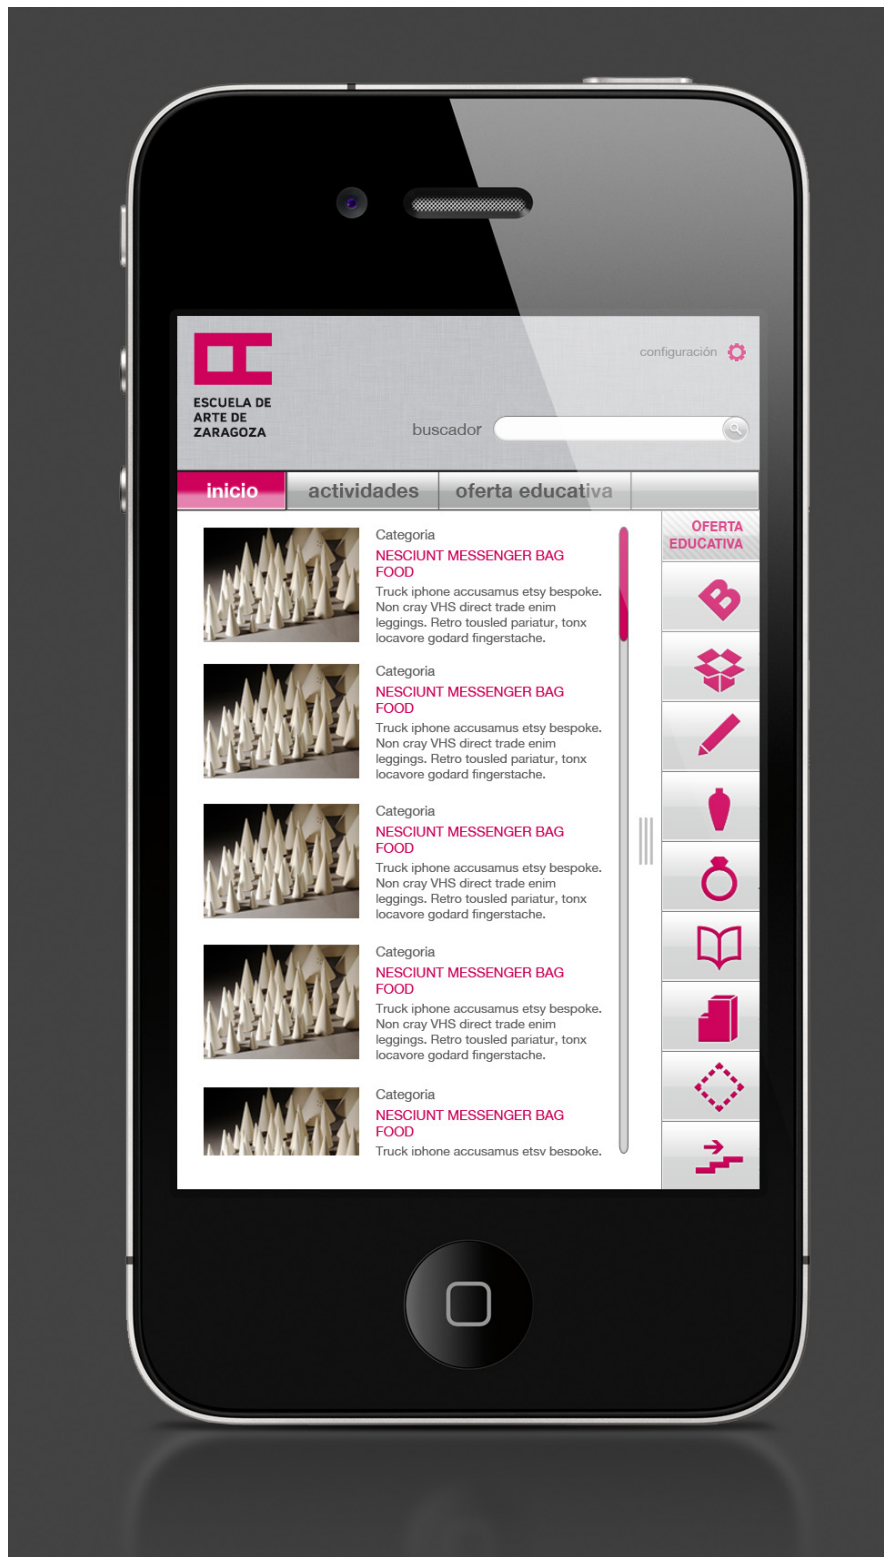 configuración
ESCUELA DE
ARTE DE
ZARAGOZA
buscador
inicio
actividades
oferta educativa
Categoria
NESCIUNT MESSENGER BAG
FOOD
Truck iphone accusamus etsy bespoke.
Non cray VHS direct trade enim
leggings. Retro tousled pariatur, tonx
locavore godard fingerstache.
Categoria
NESCIUNT MESSENGER BAG
FOOD
Truck iphone accusamus etsy bespoke.
Non cray VHS direct trade enim
leggings. Retro tousled pariatur, tonx
locavore godard fingerstache.
Categoria
NESCIUNT MESSENGER BAG
FOOD
Truck iphone accusamus etsy bespoke.
Non cray VHS direct trade enim
leggings. Retro tousled pariatur, tonx
locavore godard fingerstache.
Categoria
NESCIUNT MESSENGER BAG
FOOD
Truck iphone accusamus etsy bespoke.
Non cray VHS direct trade enim
leggings. Retro tousled pariatur, tonx
locavore godard fingerstache.
Categoria
NESCIUNT MESSENGER BAG
FOOD
Truck iphone accusamus etsy bespoke.
OFERTA
EDUCATIVA
B